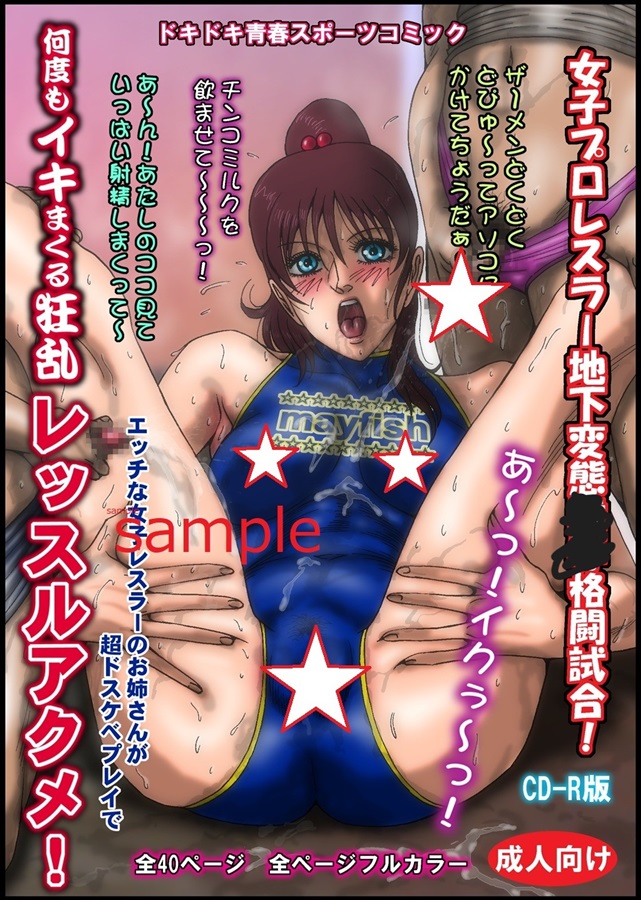 ドキドキ青春スポーツコミック
女子プロレスラー地下変態
格闘試合!
ザーメンどくどく
どぴゅ〜ってアソコに
かけてちょうだぁ
チンコミルクを
飲ませて〜〜〜っ!
あ〜ん!あたしのココ見て
いっぱい射精しまくって〜
何度もイキまくる狂乱
レッスルアクメ!
mayfish
sample
sample
エッチな女子レスラーのお姉さんが
超ドスケベプレイで
あ〜っ!イクぅ〜っ!
CD-R版
全40ページ 全ページフルカラー
成人向け